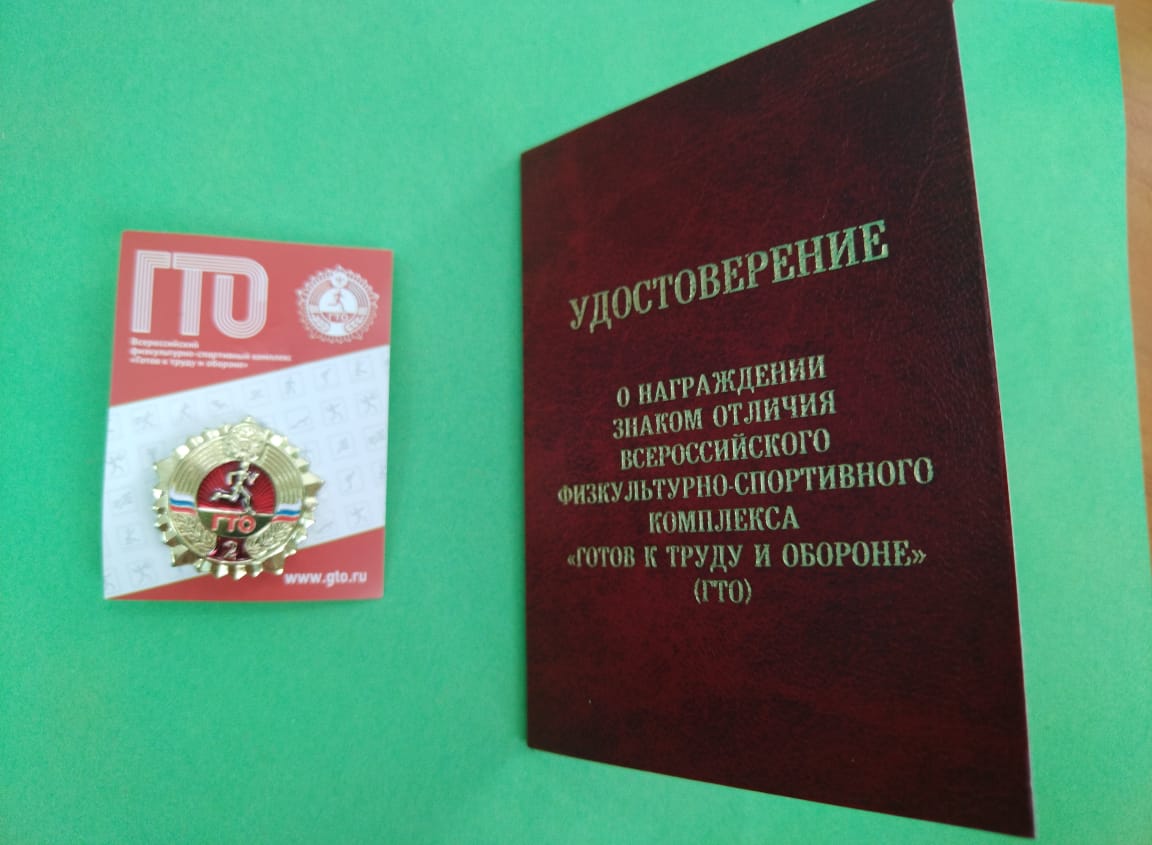 ГТО
Всероссийский
физкультурно-спортивный комплекс
«Готов к труду и обороне»
ГТО
ГТО
2
www.gto.ru
УДОСТОВЕРЕНИЕ
О НАГРАЖДЕНИИ
ЗНАКОМ ОТЛИЧИЯ
ВСЕРОССИЙСКОГО
ФИЗКУЛЬТУРНО-СПОРТИВНОГО
КОМПЛЕКСА
«ГОТОВ К ТРУДУ И ОБОРОНЕ»
(ГТО)